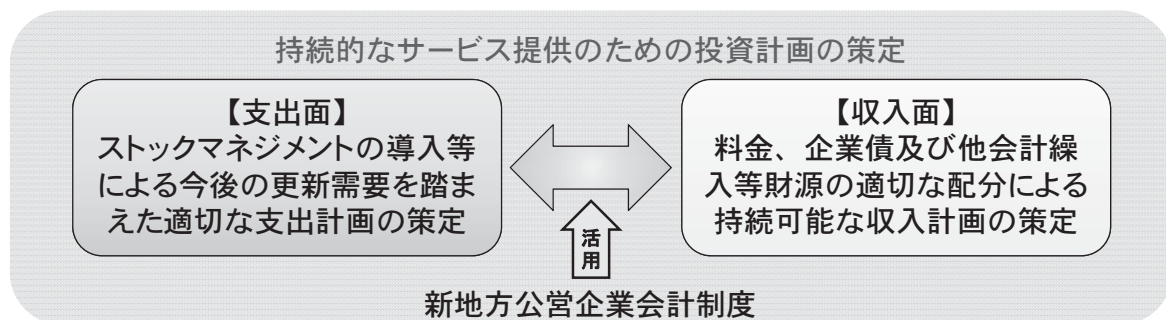 持続的なサービス提供のための投資計画の策定
【支出面】
ストックマネジメントの導入等
による今後の更新需要を踏ま
えた適切な支出計画の策定
【収入面】
料金、企業債及び他会計繰
入等財源の適切な配分による
持続可能な収入計画の策定
活
用
新地方公営企業会計制度